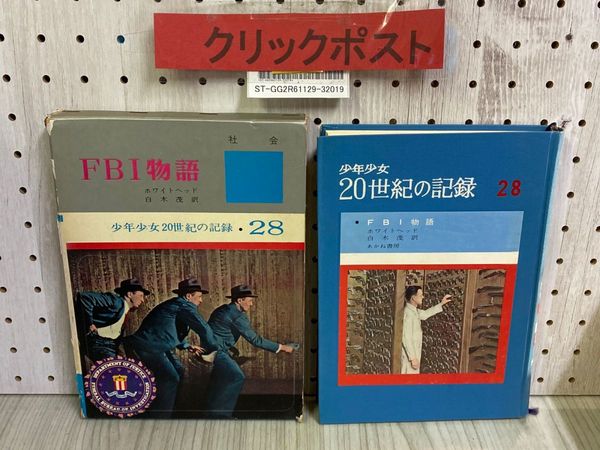 クリックポスト
ST-GG2R61129-32019
社会
FBI物語
ホワイトヘッド
白木茂訳
少年少女20世紀の記録・28
DEPARTMENT OF JUSTICE
少年少女
20世紀の記録 28
・FBI物語
ホワイトヘッド
白木茂訳
あかね書房